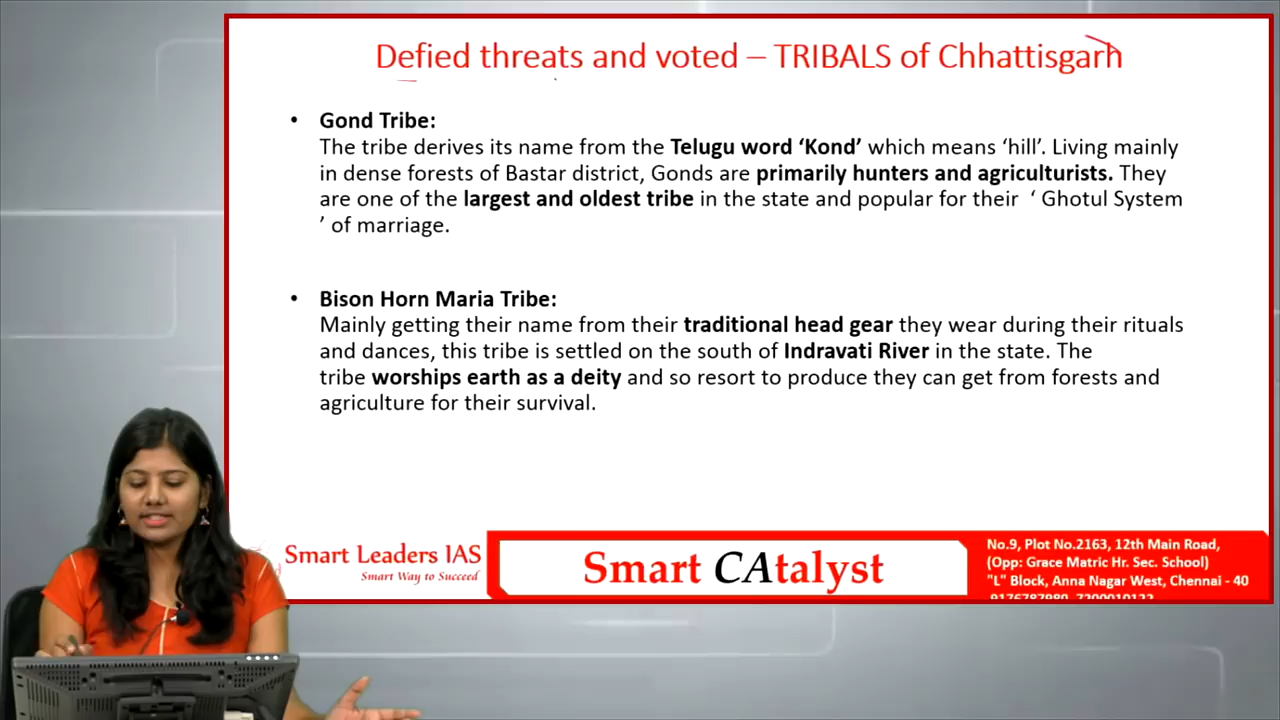 Defied threats and voted – TRIBALS of Chhattisgarh
• Gond Tribe:
The tribe derives its name from the Telugu word ‘Kond’ which means ‘hill’. Living mainly
in dense forests of Bastar district, Gonds are primarily hunters and agriculturists. They
are one of the largest and oldest tribe in the state and popular for their ‘ Ghotul System
’ of marriage.
• Bison Horn Maria Tribe:
Mainly getting their name from their traditional head gear they wear during their rituals
and dances, this tribe is settled on the south of Indravati River in the state. The
tribe worships earth as a deity and so resort to produce they can get from forests and
agriculture for their survival.
Smart Leaders IAS
Smart Way to Succeed
Smart CAtalyst
No.9, Plot No.2163, 12th Main Road,
(Opp: Grace Matric Hr. Sec. School)
"L" Block, Anna Nagar West, Chennai - 40